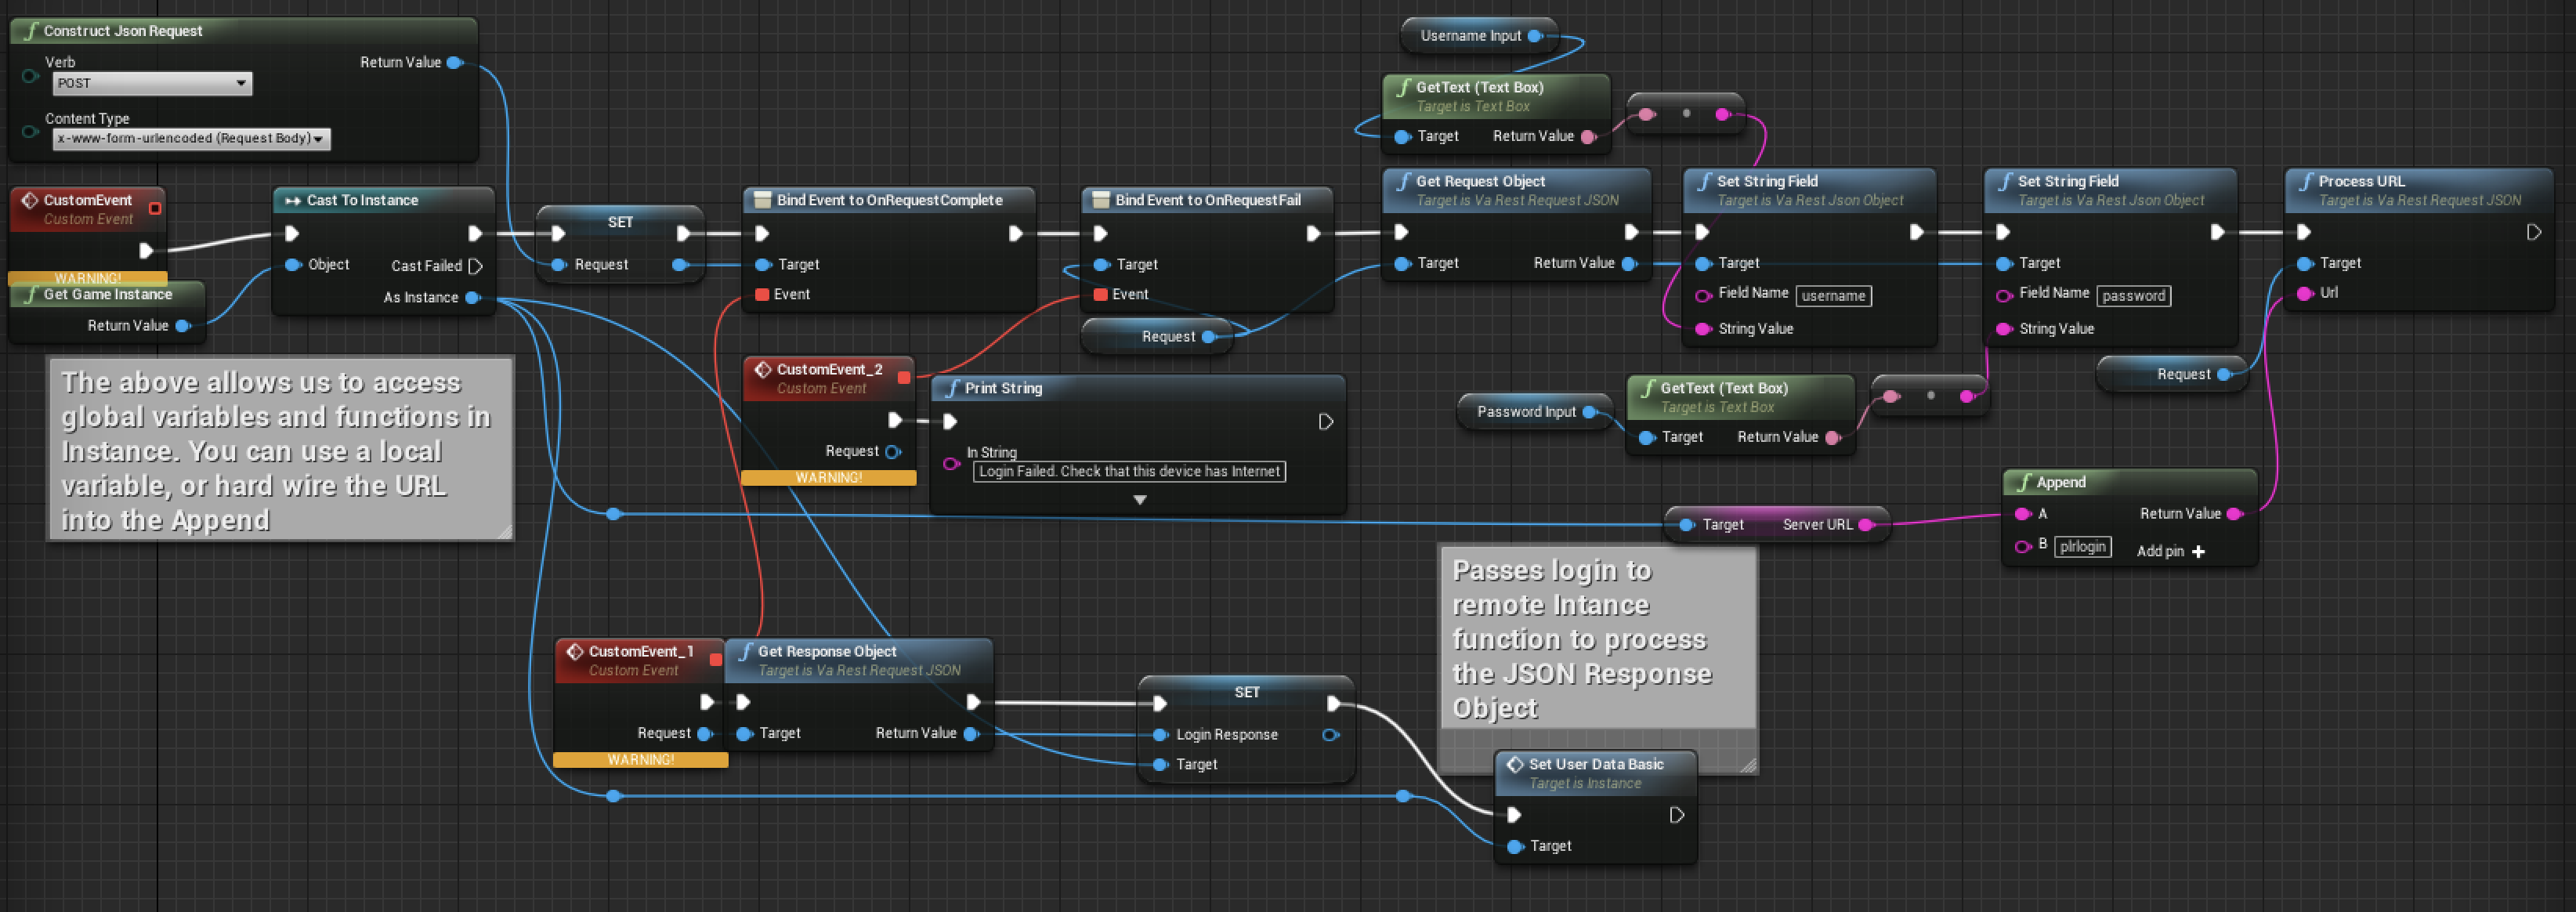 Construct Json Request
Verb
Return Value
POST
Content Type
x-www-form-urlencoded (Request Body)
CustomEvent
Custom Event
WARNING!
Get Game Instance
Return Value
Cast To Instance
Object
Cast Failed
As Instance
SET
Request
Bind Event to OnRequestComplete
Target
Event
Bind Event to OnRequestFail
Target
Event
Request
Username Input
GetText (Text Box)
Target is Text Box
Target
Return Value
Get Request Object
Target is Va Rest Request JSON
Target
Return Value
Set String Field
Target is Va Rest Json Object
Target
Field Name username
String Value
Set String Field
Target is Va Rest Json Object
Target
Field Name password
String Value
Process URL
Target is Va Rest Request JSON
Target
Url
Request
The above allows us to access
global variables and functions in
Instance. You can use a local
variable, or hard wire the URL
into the Append
CustomEvent_2
Custom Event
Request
WARNING!
Print String
In String
Login Failed. Check that this device has Internet
Password Input
GetText (Text Box)
Target is Text Box
Target
Return Value
Target
Server URL
Append
A
Return Value
B plrlogin
Add pin +
Passes login to
remote Intance
function to process
the JSON Response
Object
CustomEvent_1
Custom Event
Request
WARNING!
Get Response Object
Target is Va Rest Request JSON
Target
Return Value
SET
Login Response
Target
Set User Data Basic
Target is Instance
Target